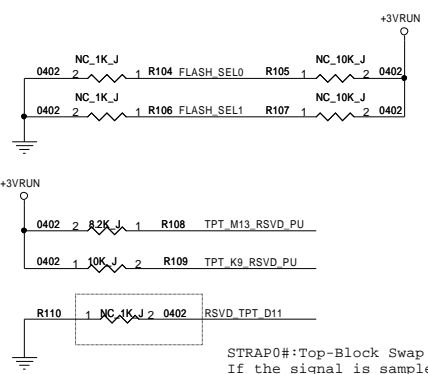 +3VRUN
NC_1K_J NC_10K_J
0402 2 1 R104 FLASH_SEL0 R105 1 2 0402
NC_1K_J NC_10K_J
0402 2 1 R106 FLASH_SEL1 R107 1 2 0402
+3VRUN
0402 2 8.2K_J 1 R108 TPT_M13_RSVD_PU
0402 1 10K_J 2 R109 TPT_K9_RSVD_PU
R110 1 NC_1K_J 2 0402 RSVD_TPT_D11
STRAP0#:Top-Block Swap
If the signal is sample